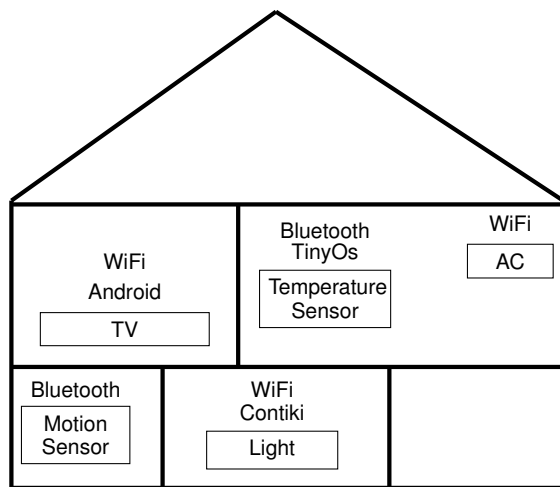 WiFi
Android
TV
Bluetooth
TinyOs
Temperature
Sensor
WiFi
AC
Bluetooth
Motion
Sensor
WiFi
Contiki
Light